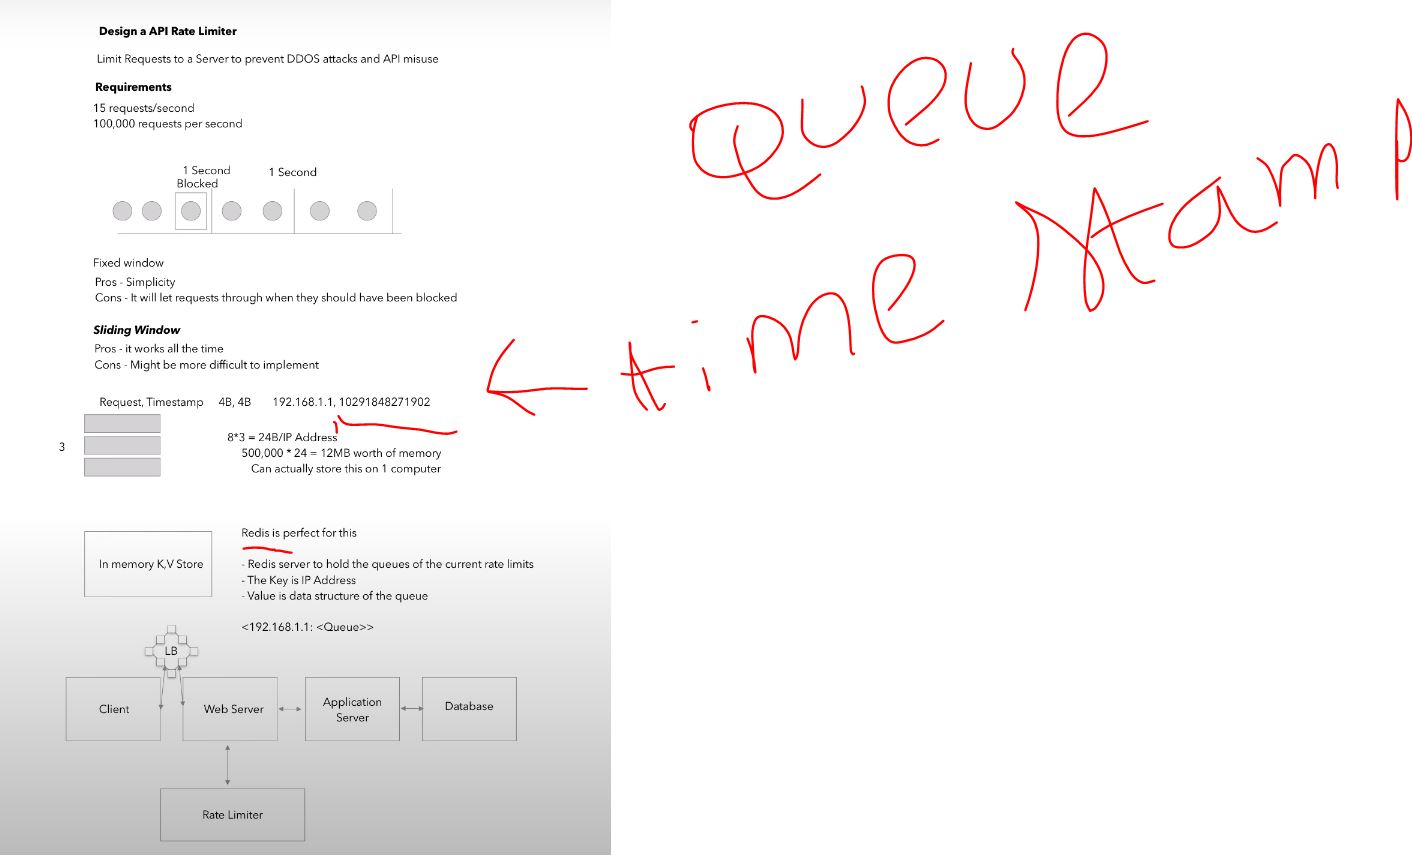 Design a API Rate Limiter
Limit Requests to a Server to prevent DDOS attacks and API misuse
Requirements
15 requests/second
100,000 requests per second
1 Second
1 Second
Blocked
Fixed window
Pros - Simplicity
Cons - It will let requests through when they should have been blocked
Sliding Window
Pros - it works all the time
Cons - Might be more difficult to implement
Request, Timestamp 4B, 4B 192.168.1.1, 10291848271902
3
8*3 = 24B/IP Address
500,000 * 24 = 12MB worth of memory
Can actually store this on 1 computer
In memory K,V Store
Redis is perfect for this
- Redis server to hold the queues of the current rate limits
- The Key is IP Address
- Value is data structure of the queue
<192.168.1.1: <Queue>>
LB
Client
Web Server
Application
Server
Database
Rate Limiter
Queue
time stamp